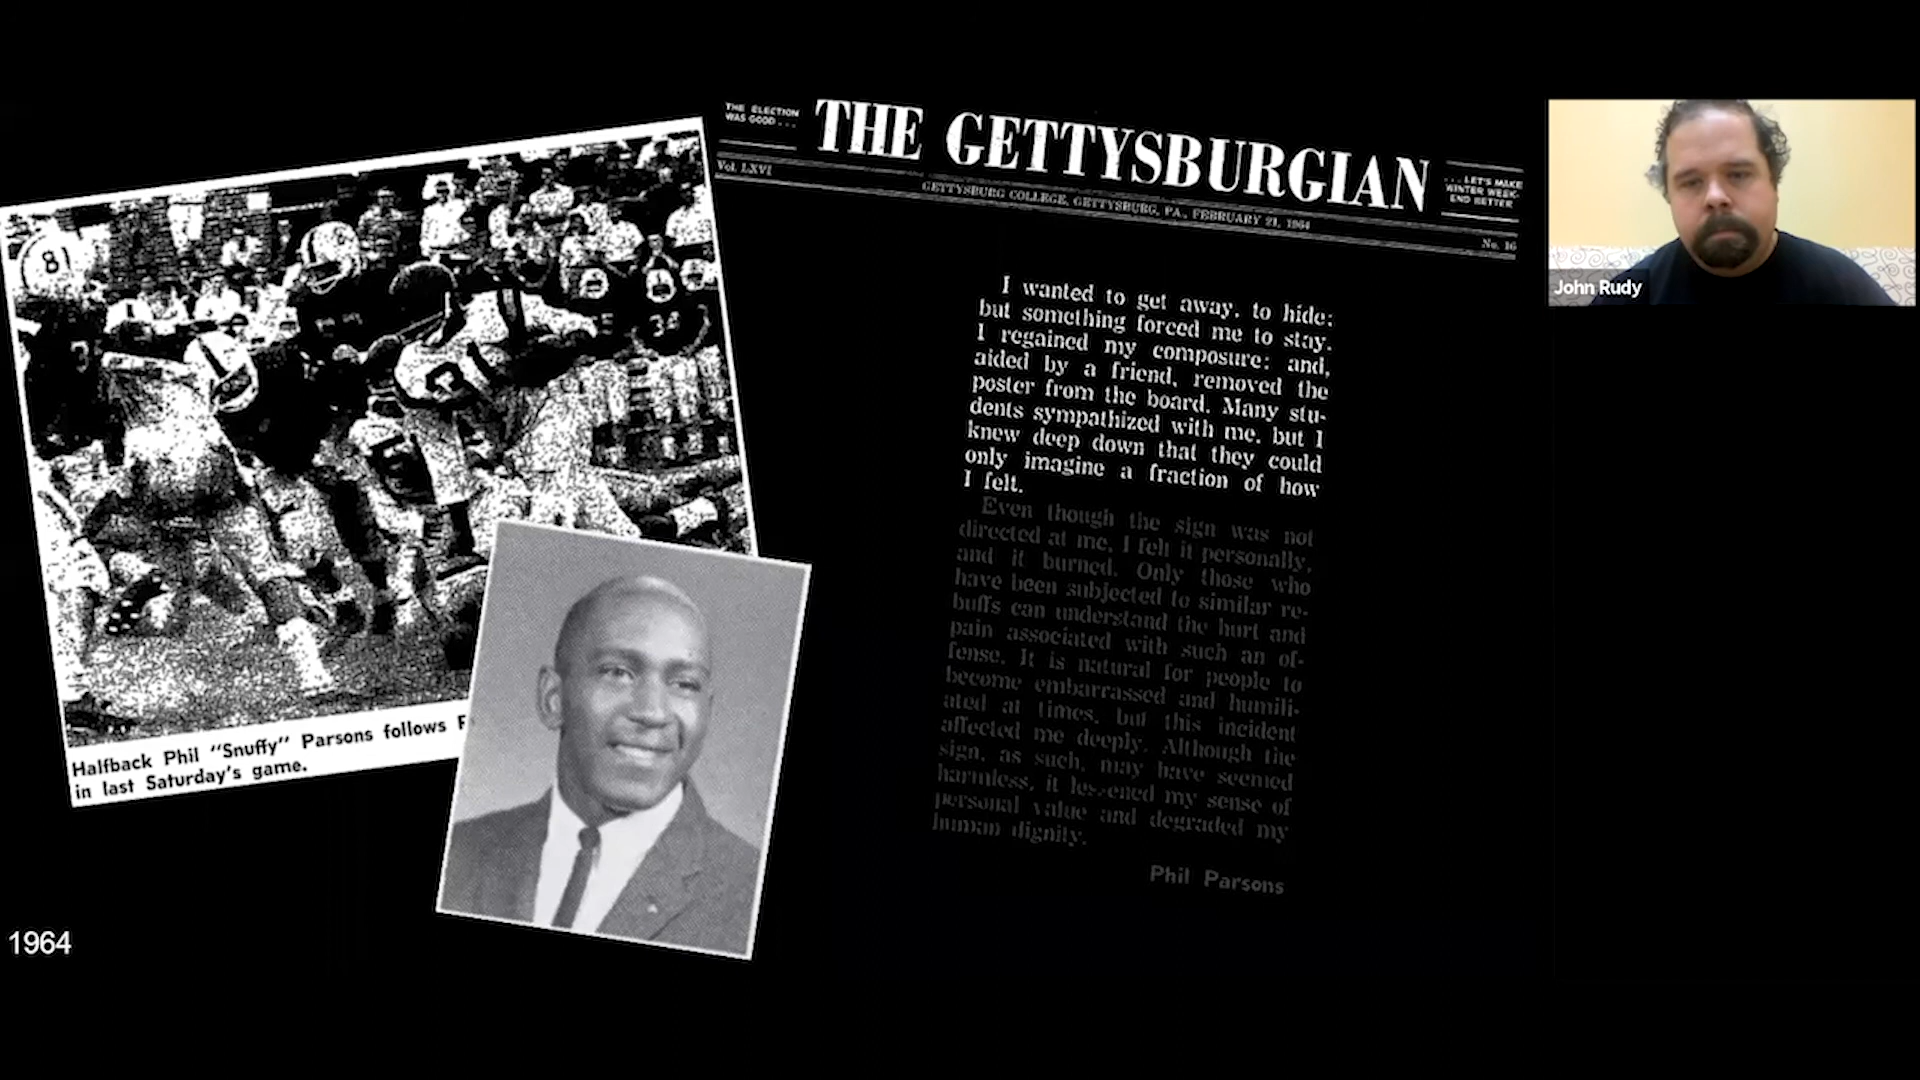 81
3
31
34
Halfback Phil "Snuffy" Parsons follows F
in last Saturday's game.
1964
THE ELECTION
WAS GOOD . . .
THE GETTYSBURGIAN
. . . LET'S MAKE
WINTER WEEK-
END BETTER
Vol. LXVI
GETTYSBURG COLLEGE, GETTYSBURG, PA., FEBRUARY 21, 1964
No. 16
I wanted to get away, to hide;
but something forced me to stay.
I regained my composure; and,
aided by a friend, removed the
poster from the board. Many stu-
dents sympathized with me, but I
knew deep down that they could
only imagine a fraction of how
I felt.
Even though the sign was not
directed at me, I felt it personally,
and it burned. Only those who
have been subjected to similar re-
buffs can understand the hurt and
pain associated with such an of-
fense. It is natural for people to
become embarrassed and humili-
ated at times, but this incident
affected me deeply. Although the
sign, as such, may have seemed
harmless, it lessened my sense of
personal value and degraded my
human dignity.
Phil Parsons
John Rudy